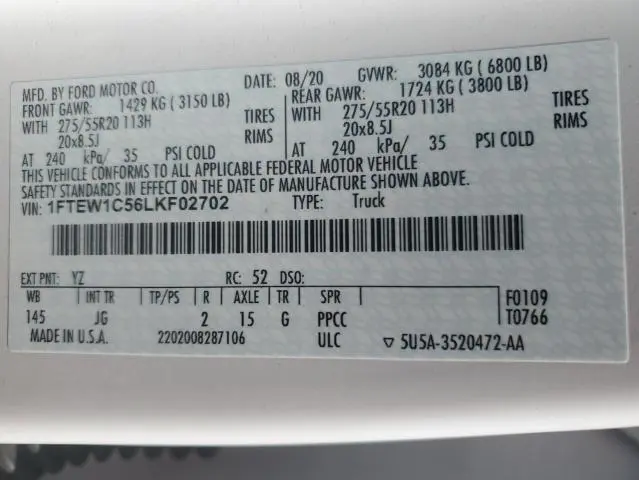 MFD. BY FORD MOTOR CO. DATE: 08/20 GVWR: 3084 KG ( 6800 LB)
FRONT GAWR: 1429 KG ( 3150 LB) REAR GAWR: 1724 KG ( 3800 LB)
WITH 275/55R20 113H TIRES WITH 275/55R20 113H TIRES
20x8.5J RIMS 20x8.5J RIMS
AT 240 kPa/ 35 PSI COLD AT 240 kPa/ 35 PSI COLD
THIS VEHICLE CONFORMS TO ALL APPLICABLE FEDERAL MOTOR VEHICLE
SAFETY STANDARDS IN EFFECT ON THE DATE OF MANUFACTURE SHOWN ABOVE.
VIN: 1FTEW1C56LKF02702 TYPE: Truck
EXT PNT: YZ RC: 52 DSO:
WB INT TR TP/PS R AXLE TR SPR F0109
145 JG 2 15 G PPCC T0766
MADE IN U.S.A. 2202008287106 ULC ▽ 5U5A-3520472-AA